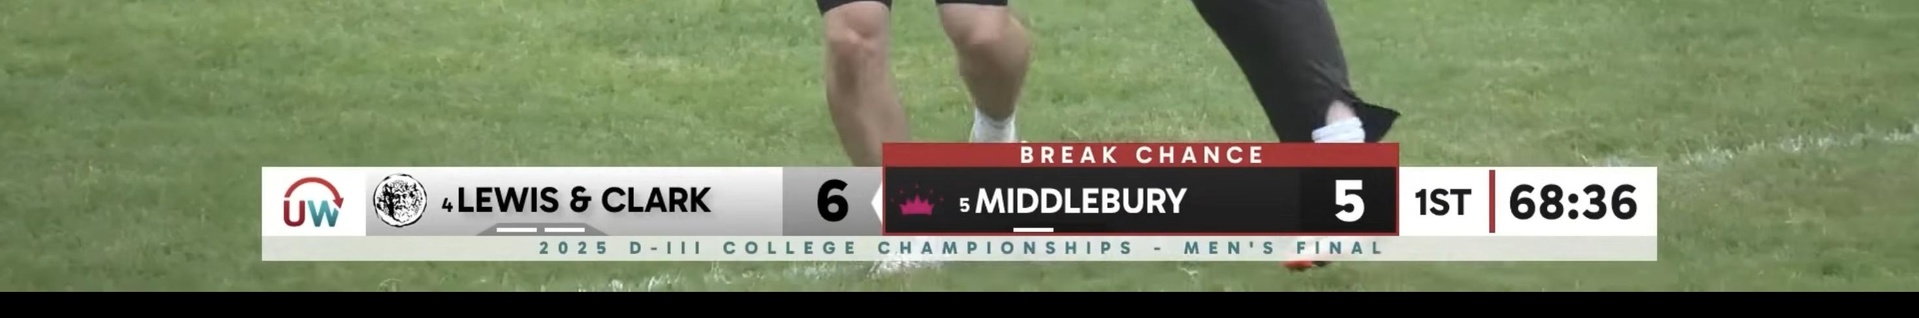 BREAK CHANCE
UW 4 LEWIS & CLARK 6 5 MIDDLEBURY 5 1ST 68:36
2025 D-III COLLEGE CHAMPIONSHIPS - MEN'S FINAL